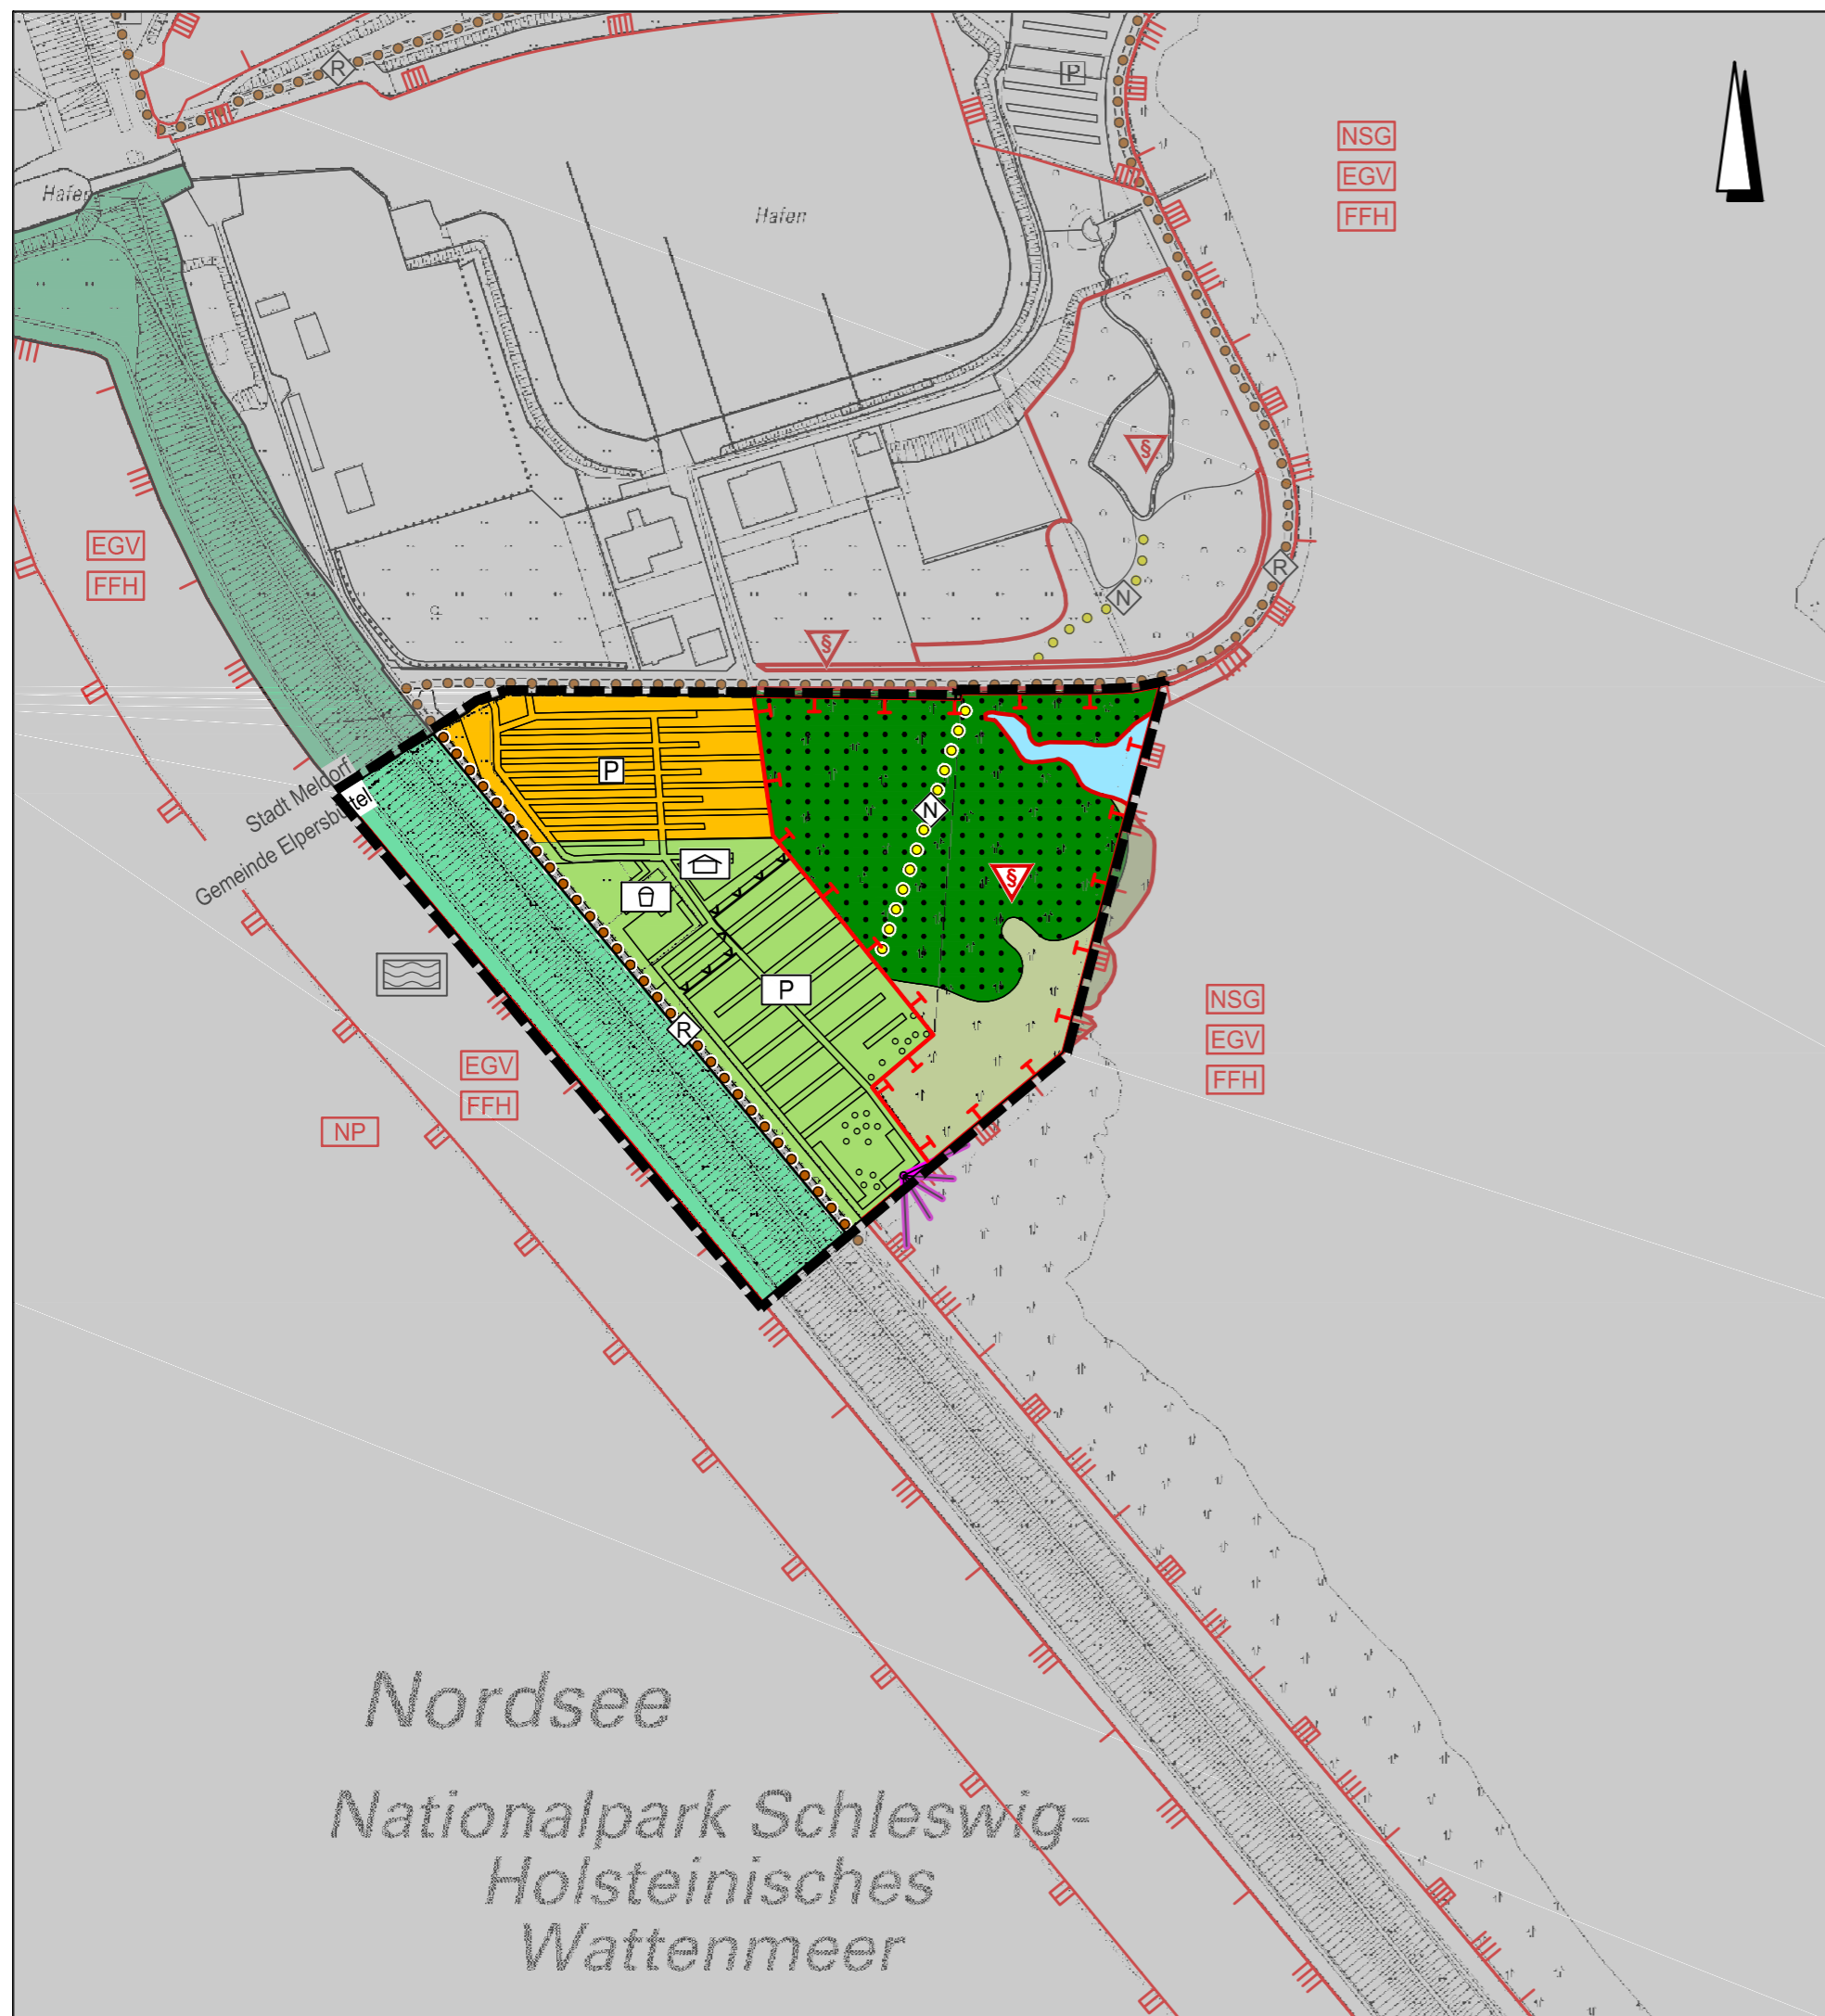 R
P
NSG
EGV
FFH
Hafen
Hafen
§
EGV
FFH
R
N
§
Stadt Meldorf
Gemeinde Elpersbüttel
P
N
§
P
R
NSG
EGV
FFH
EGV
FFH
NP
Nordsee
Nationalpark Schleswig-
Holsteinisches
Wattenmeer